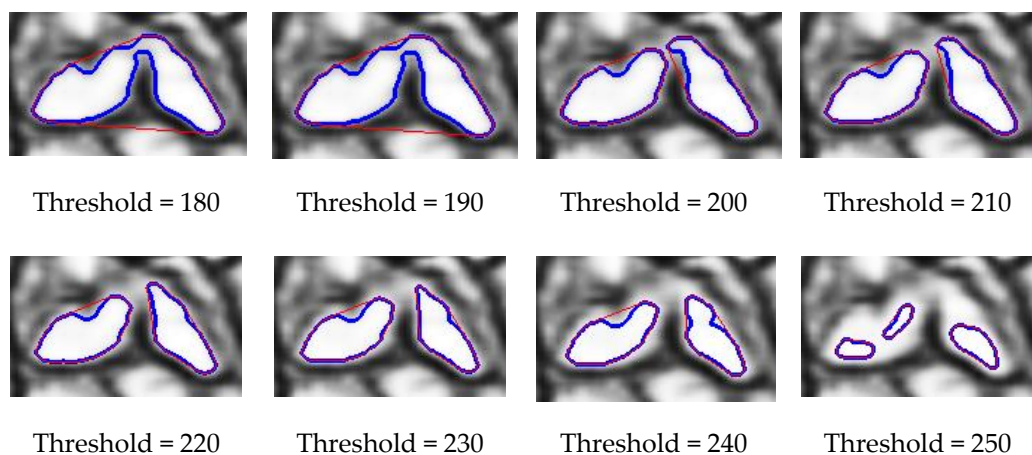 Threshold = 180 Threshold = 190 Threshold = 200 Threshold = 210
Threshold = 220 Threshold = 230 Threshold = 240 Threshold = 250